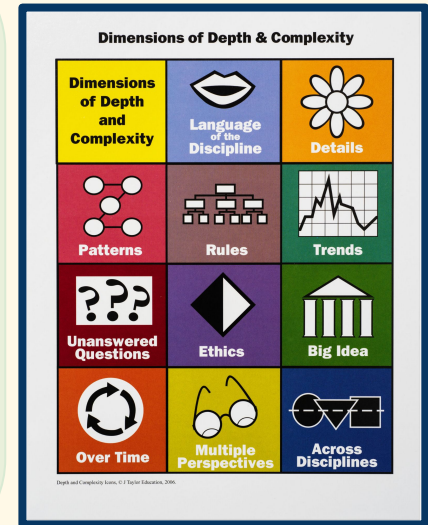 Dimensions of Depth & Complexity
Dimensions
of Depth
and
Complexity
Language
of the
Discipline
Details
Patterns
Rules
Trends
???
Unanswered
Questions
Ethics
Big Idea
Over Time
Multiple
Perspectives
Across
Disciplines
Depth and Complexity Icons, © J Taylor Education, 2006.